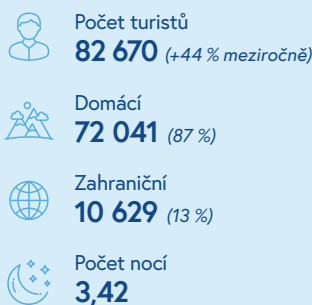 Počet turistů
82 670 (+44 % meziročně)
Domácí
72 041 (87 %)
Zahraniční
10 629 (13 %)
Počet nocí
3,42